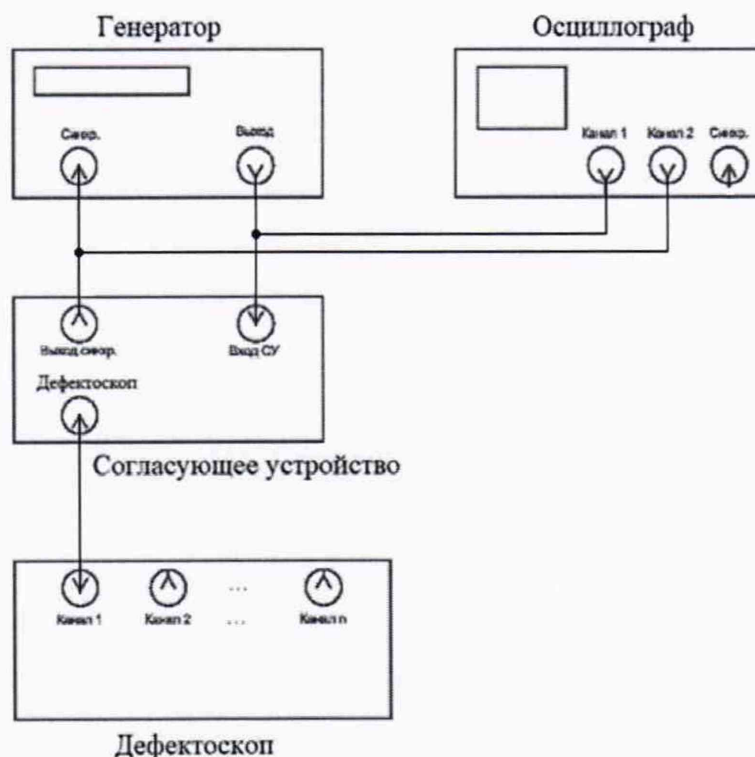 Генератор
Осциллограф
Синхр.
Выход
Канал 1
Канал 2
Синхр.
Выход синхр.
Вход СУ
Дефектоскоп
Согласующее устройство
Канал 1
Канал 2
...
...
Канал n
Дефектоскоп